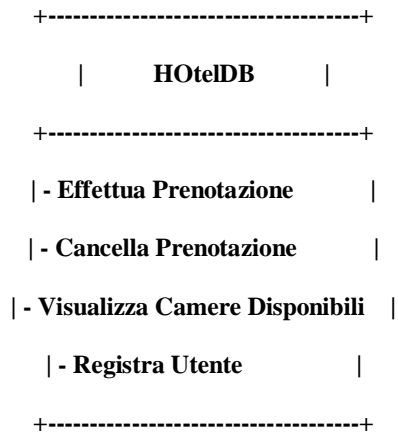 +-------------------------------------+
| HOtelDB |
+-------------------------------------+
| - Effettua Prenotazione |
| - Cancella Prenotazione |
| - Visualizza Camere Disponibili |
| - Registra Utente |
+-------------------------------------+